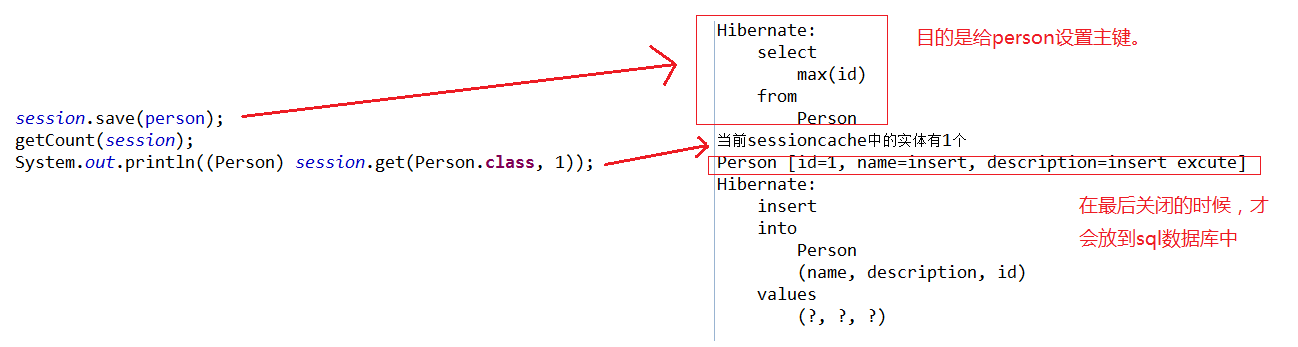 session.save(person);
getCount(session);
System.out.println((Person) session.get(Person.class, 1));
Hibernate:
select
max(id)
from
Person
目的是给person设置主键。
当前sessioncache中的实体有1个
Person [id=1, name=insert, description=insert excute]
Hibernate:
insert
into
Person
(name, description, id)
values
(?, ?, ?)
在最后关闭的时候，才
会放到sql数据库中